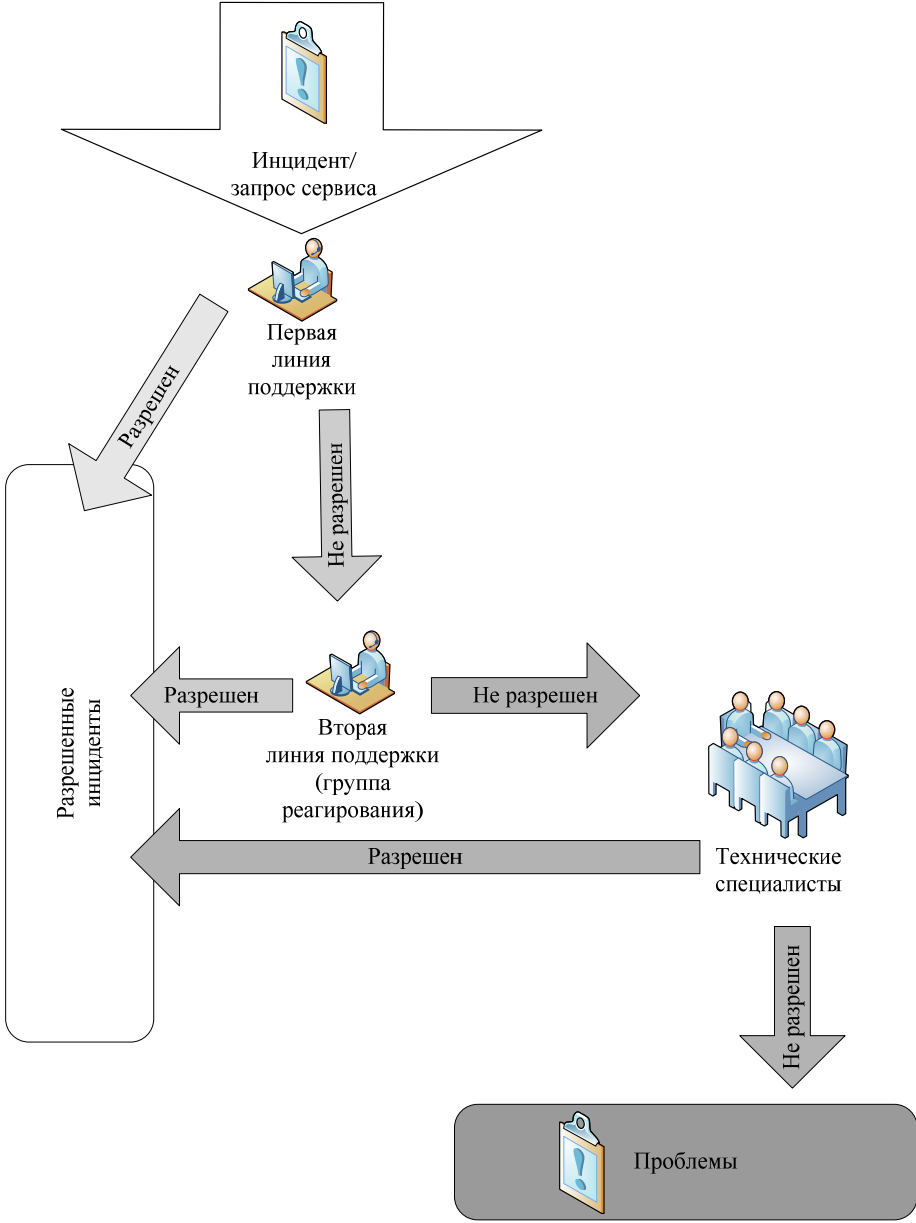 Инцидент/
запрос сервиса
Первая
линия
поддержки
Разрешен
Не разрешен
Разрешенные
инциденты
Разрешен
Вторая
линия поддержки
(группа
реагирования)
Не разрешен
Технические
специалисты
Разрешен
Не разрешен
Проблемы